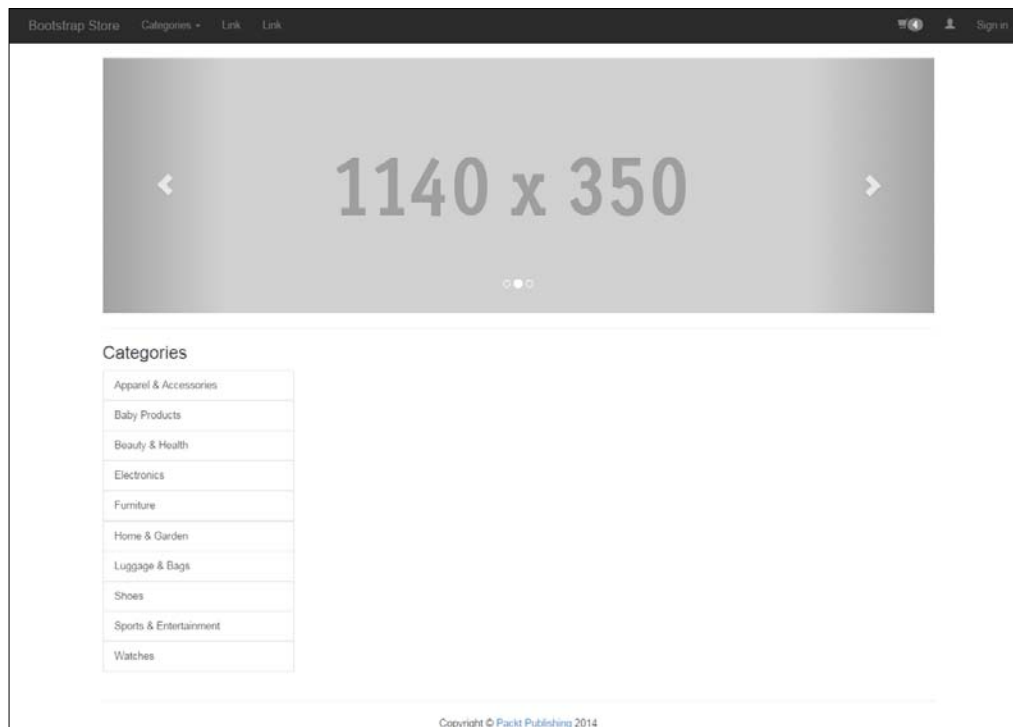 Bootstrap Store Categories Link Link 4 Sign in
1140 x 350
Categories
Apparel & Accessories
Baby Products
Beauty & Health
Electronics
Furniture
Home & Garden
Luggage & Bags
Shoes
Sports & Entertainment
Watches
Copyright © Packt Publishing 2014